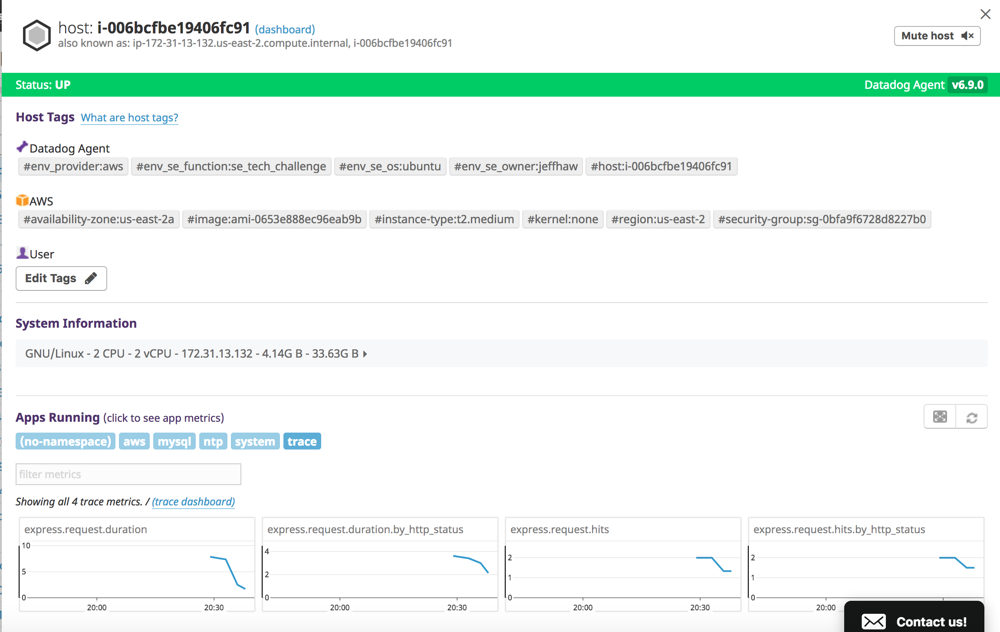 host: i-006bcfbe19406fc91 (dashboard)
also known as: ip-172-31-13-132.us-east-2.compute.internal, i-006bcfbe19406fc91
Mute host
Status: UP
Datadog Agent v6.9.0
Host Tags What are host tags?
Datadog Agent
#env_provider:aws #env_se_function:se_tech_challenge #env_se_os:ubuntu #env_se_owner:jeffhaw #host:i-006bcfbe19406fc91
AWS
#availability-zone:us-east-2a #image:ami-0653e888ec96eab9b #instance-type:t2.medium #kernel:none #region:us-east-2 #security-group:sg-0bfa9f6728d8227b0
User
Edit Tags
System Information
GNU/Linux - 2 CPU - 2 vCPU - 172.31.13.132 - 4.14G B - 33.63G B
Apps Running (click to see app metrics)
(no-namespace) aws mysql ntp system trace
filter metrics
Showing all 4 trace metrics. / (trace dashboard)
express.request.duration
10
5
0
20:00 20:30
express.request.duration.by_http_status
4
2
0
20:00 20:30
express.request.hits
2
1
0
20:00 20:30
express.request.hits.by_http_status
2
1
0
20:00
Contact us!